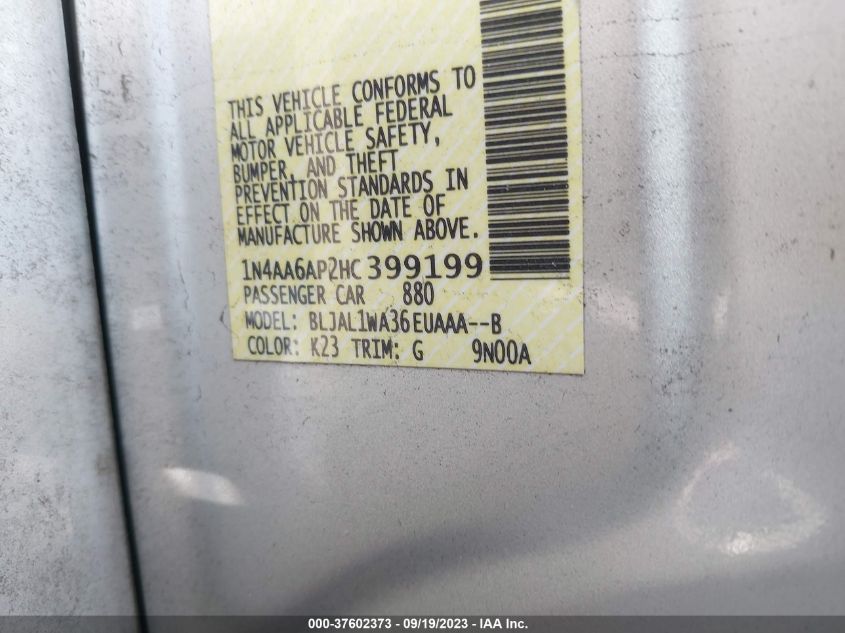 THIS VEHICLE CONFORMS TO
ALL APPLICABLE FEDERAL
MOTOR VEHICLE SAFETY,
BUMPER, AND THEFT
PREVENTION STANDARDS IN
EFFECT ON THE DATE OF
MANUFACTURE SHOWN ABOVE.
1N4AA6AP2HC399199
PASSENGER CAR 880
MODEL: BLJAL1WA36EUAAA--B
COLOR: K23 TRIM: G 9N00A
000-37602373 - 09/19/2023 - IAA Inc.